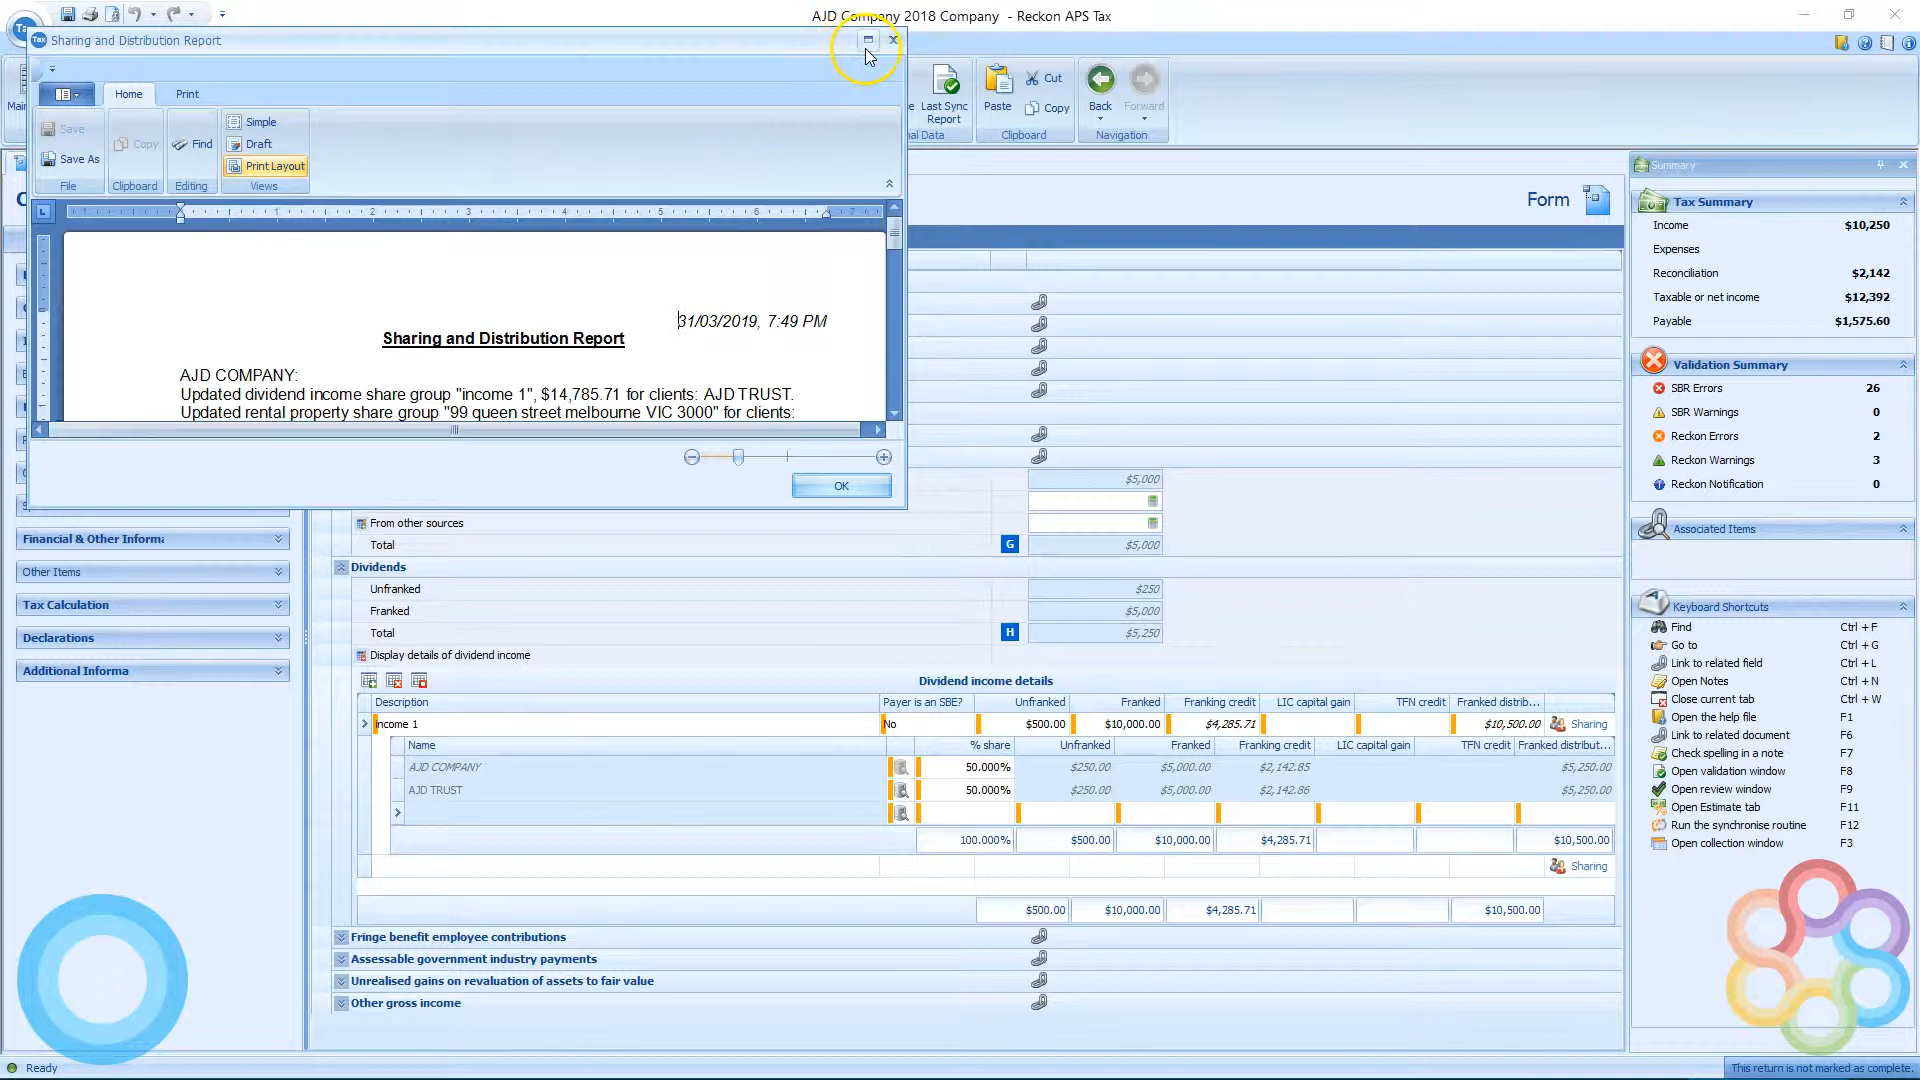 AJD Company 2018 Company - Reckon APS Tax
Tax
Sharing and Distribution Report
Home
Print
Save
Save As
File
Copy
Clipboard
Find
Editing
Simple
Draft
Print Layout
Views
Last Sync
Report
Paste
Cut
Copy
Clipboard
Back
Forward
Navigation
1 1 2 3 4 5 6 7
31/03/2019, 7:49 PM
Sharing and Distribution Report
AJD COMPANY:
Updated dividend income share group "income 1", $14,785.71 for clients: AJD TRUST.
Updated rental property share group "99 queen street melbourne VIC 3000" for clients:
OK
Form
$5,000
From other sources
Total G $5,000
Dividends
Unfranked $250
Franked $5,000
Total H $5,250
Display details of dividend income
Dividend income details
Description Payer is an SBE? Unfranked Franked Franking credit LIC capital gain TFN credit Franked distrib...
income 1 No $500.00 $10,000.00 $4,285.71 $10,500.00 Sharing
Name % share Unfranked Franked Franking credit LIC capital gain TFN credit Franked distribut...
AJD COMPANY 50.000% $250.00 $5,000.00 $2,142.85 $5,250.00
AJD TRUST 50.000% $250.00 $5,000.00 $2,142.86 $5,250.00
100.000% $500.00 $10,000.00 $4,285.71 $10,500.00
Sharing
$500.00 $10,000.00 $4,285.71 $10,500.00
Fringe benefit employee contributions
Assessable government industry payments
Unrealised gains on revaluation of assets to fair value
Other gross income
Financial & Other Informa
Other Items
Tax Calculation
Declarations
Additional Informa
Summary
Tax Summary
Income $10,250
Expenses
Reconciliation $2,142
Taxable or net income $12,392
Payable $1,575.60
Validation Summary
SBR Errors 26
SBR Warnings 0
Reckon Errors 2
Reckon Warnings 3
Reckon Notification 0
Associated Items
Keyboard Shortcuts
Find Ctrl + F
Go to Ctrl + G
Link to related field Ctrl + L
Open Notes Ctrl + N
Close current tab Ctrl + W
Open the help file F1
Link to related document F6
Check spelling in a note F7
Open validation window F8
Open review window F9
Open Estimate tab F11
Run the synchronise routine F12
Open collection window F3
Ready
This return is not marked as complete.